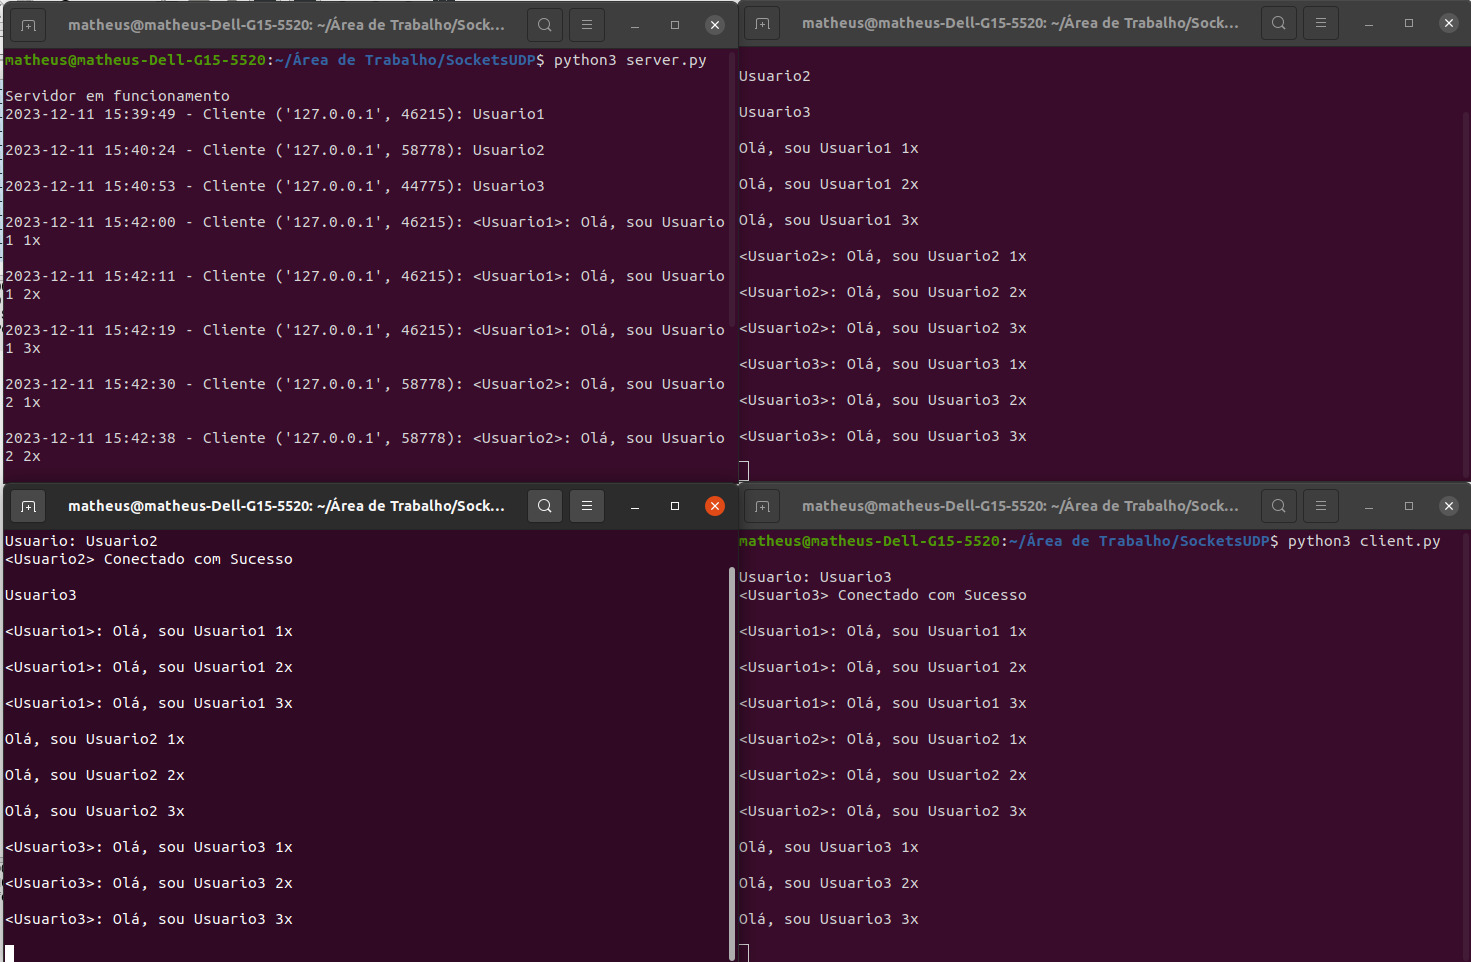 matheus@matheus-Dell-G15-5520: ~/Área de Trabalho/Sock...
matheus@matheus-Dell-G15-5520:~/Área de Trabalho/SocketsUDP$ python3 server.py
Servidor em funcionamento
2023-12-11 15:39:49 - Cliente ('127.0.0.1', 46215): Usuario1
2023-12-11 15:40:24 - Cliente ('127.0.0.1', 58778): Usuario2
2023-12-11 15:40:53 - Cliente ('127.0.0.1', 44775): Usuario3
2023-12-11 15:42:00 - Cliente ('127.0.0.1', 46215): <Usuario1>: Olá, sou Usuario
1 1x
2023-12-11 15:42:11 - Cliente ('127.0.0.1', 46215): <Usuario1>: Olá, sou Usuario
1 2x
2023-12-11 15:42:19 - Cliente ('127.0.0.1', 46215): <Usuario1>: Olá, sou Usuario
1 3x
2023-12-11 15:42:30 - Cliente ('127.0.0.1', 58778): <Usuario2>: Olá, sou Usuario
2 1x
2023-12-11 15:42:38 - Cliente ('127.0.0.1', 58778): <Usuario2>: Olá, sou Usuario
2 2x
matheus@matheus-Dell-G15-5520: ~/Área de Trabalho/Sock...
Usuario2
Usuario3
Olá, sou Usuario1 1x
Olá, sou Usuario1 2x
Olá, sou Usuario1 3x
<Usuario2>: Olá, sou Usuario2 1x
<Usuario2>: Olá, sou Usuario2 2x
<Usuario2>: Olá, sou Usuario2 3x
<Usuario3>: Olá, sou Usuario3 1x
<Usuario3>: Olá, sou Usuario3 2x
<Usuario3>: Olá, sou Usuario3 3x
matheus@matheus-Dell-G15-5520: ~/Área de Trabalho/Sock...
Usuario: Usuario2
<Usuario2> Conectado com Sucesso
Usuario3
<Usuario1>: Olá, sou Usuario1 1x
<Usuario1>: Olá, sou Usuario1 2x
<Usuario1>: Olá, sou Usuario1 3x
Olá, sou Usuario2 1x
Olá, sou Usuario2 2x
Olá, sou Usuario2 3x
<Usuario3>: Olá, sou Usuario3 1x
<Usuario3>: Olá, sou Usuario3 2x
<Usuario3>: Olá, sou Usuario3 3x
matheus@matheus-Dell-G15-5520: ~/Área de Trabalho/Sock...
matheus@matheus-Dell-G15-5520:~/Área de Trabalho/SocketsUDP$ python3 client.py
Usuario: Usuario3
<Usuario3> Conectado com Sucesso
<Usuario1>: Olá, sou Usuario1 1x
<Usuario1>: Olá, sou Usuario1 2x
<Usuario1>: Olá, sou Usuario1 3x
<Usuario2>: Olá, sou Usuario2 1x
<Usuario2>: Olá, sou Usuario2 2x
<Usuario2>: Olá, sou Usuario2 3x
Olá, sou Usuario3 1x
Olá, sou Usuario3 2x
Olá, sou Usuario3 3x